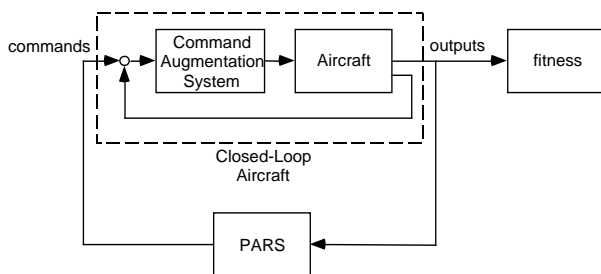 commands
Command
Augmentation
System
Aircraft
outputs
fitness
Closed-Loop
Aircraft
PARS